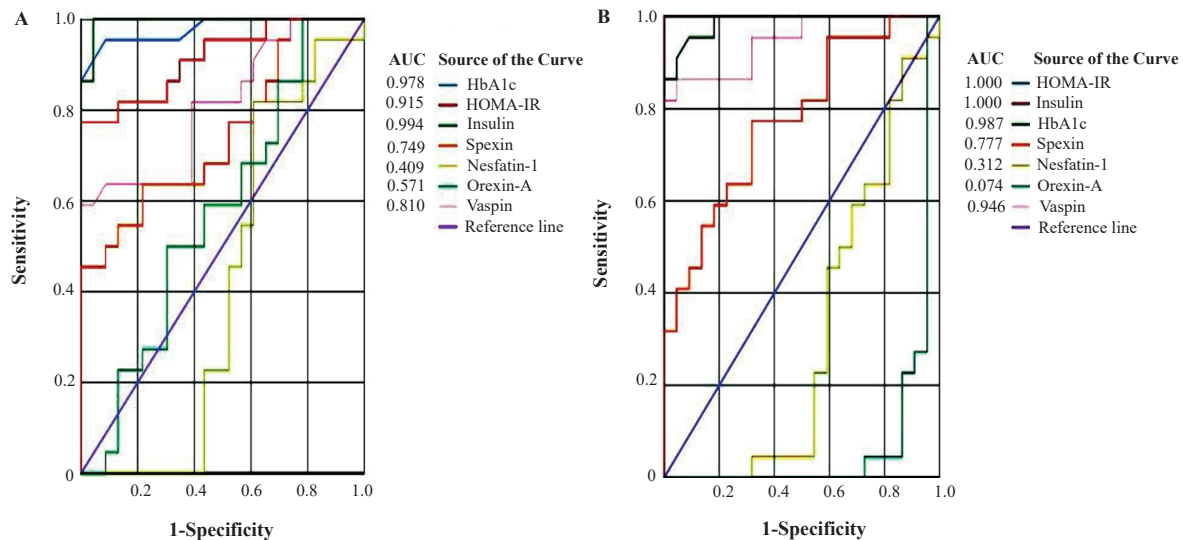 A
1.0
0.8
0.6
0.4
0.2
0
Sensitivity
0.2
0.4
0.6
0.8
1.0
1-Specificity
AUC Source of the Curve
0.978 HbA1c
0.915 HOMA-IR
0.994 Insulin
0.749 Spexin
0.409 Nesfatin-1
0.571 Orexin-A
0.810 Vaspin
Reference line
B
1.0
0.8
0.6
0.4
0.2
0
Sensitivity
0.2
0.4
0.6
0.8
1.0
1-Specificity
AUC Source of the Curve
1.000 HOMA-IR
1.000 Insulin
0.987 HbA1c
0.777 Spexin
0.312 Nesfatin-1
0.074 Orexin-A
0.946 Vaspin
Reference line